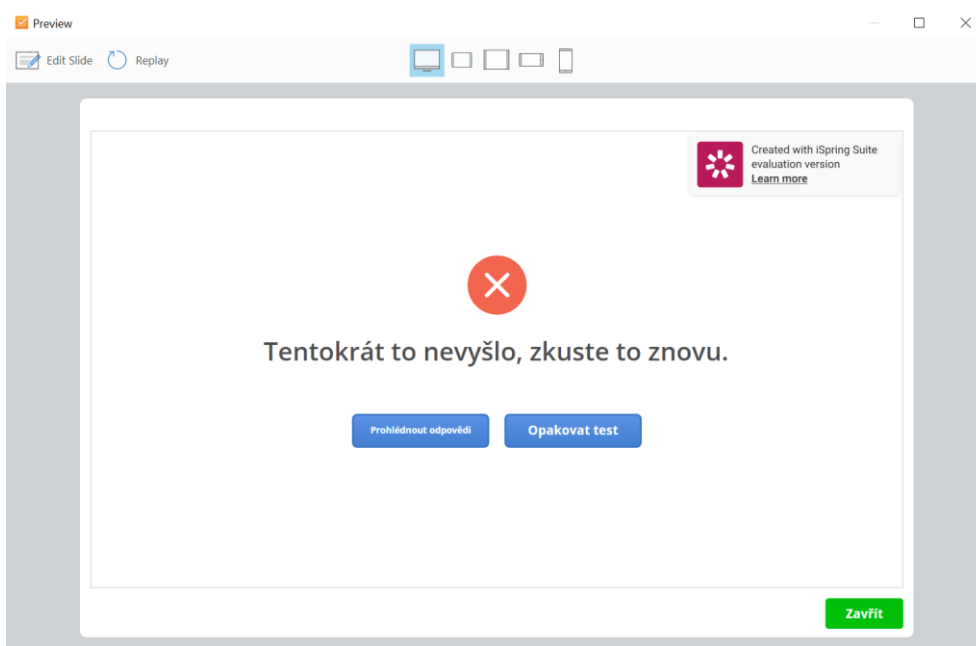 Preview
Edit Slide Replay
Created with iSpring Suite
evaluation version
Learn more
Tentokrát to nevyšlo, zkuste to znovu.
Prohlédnout odpovědi Opakovat test
Zavřít